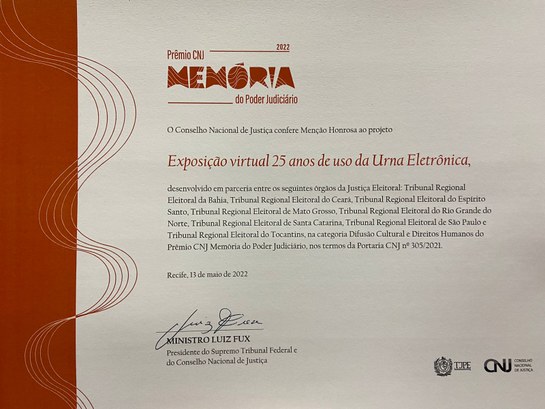 Prêmio CNJ
2022
MEMÓRIA
do Poder Judiciário
O Conselho Nacional de Justiça confere Menção Honrosa ao projeto
Exposição virtual 25 anos de uso da Urna Eletrônica,
desenvolvido em parceria entre os seguintes órgãos da Justiça Eleitoral: Tribunal Regional
Eleitoral da Bahia, Tribunal Regional Eleitoral do Ceará, Tribunal Regional Eleitoral do Espírito
Santo, Tribunal Regional Eleitoral de Mato Grosso, Tribunal Regional Eleitoral do Rio Grande do
Norte, Tribunal Regional Eleitoral de Santa Catarina, Tribunal Regional Eleitoral de São Paulo e
Tribunal Regional Eleitoral do Tocantins, na categoria Difusão Cultural e Direitos Humanos do
Prêmio CNJ Memória do Poder Judiciário, nos termos da Portaria CNJ nº 305/2021.
Recife, 13 de maio de 2022
Luiz Fux
MINISTRO LUIZ FUX
Presidente do Supremo Tribunal Federal e
do Conselho Nacional de Justiça
TJPE
CNJ
CONSELHO
NACIONAL
DE JUSTIÇA